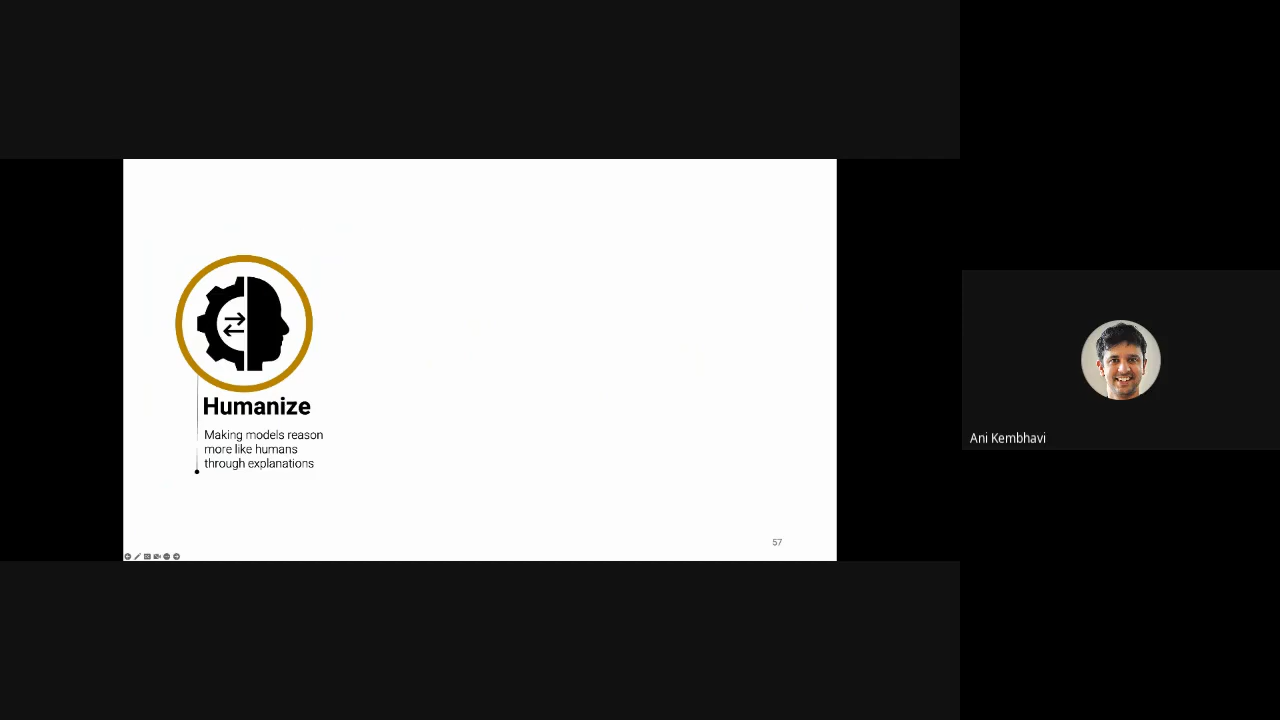 Humanize
Making models reason
more like humans
through explanations
57
Ani Kembhavi